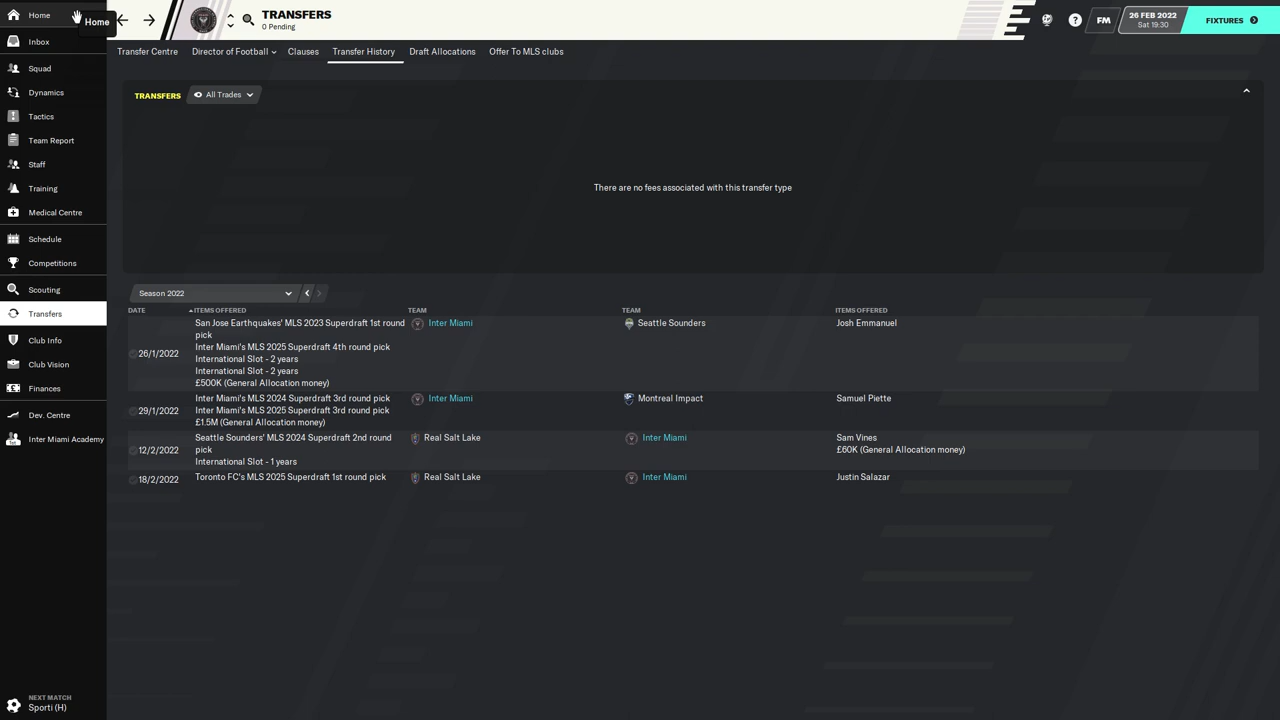 Home
Home
TRANSFERS
0 Pending
FM
26 FEB 2022
Sat 19:30
FIXTURES
Inbox
Squad
Dynamics
Tactics
Team Report
Staff
Training
Medical Centre
Schedule
Competitions
Scouting
Transfers
Club Info
Club Vision
Finances
Dev. Centre
Inter Miami Academy
NEXT MATCH
Sporti (H)
Transfer Centre
Director of Football
Clauses
Transfer History
Draft Allocations
Offer To MLS clubs
TRANSFERS
All Trades
There are no fees associated with this transfer type
Season 2022
DATE ITEMS OFFERED TEAM TEAM ITEMS OFFERED
San Jose Earthquakes' MLS 2023 Superdraft 1st round Inter Miami Seattle Sounders Josh Emmanuel
pick
Inter Miami's MLS 2025 Superdraft 4th round pick
26/1/2022
International Slot - 2 years
International Slot - 2 years
£500K (General Allocation money)
Inter Miami's MLS 2024 Superdraft 3rd round pick Inter Miami Montreal Impact Samuel Piette
29/1/2022 Inter Miami's MLS 2025 Superdraft 3rd round pick
£1.5M (General Allocation money)
Seattle Sounders' MLS 2024 Superdraft 2nd round Real Salt Lake Inter Miami Sam Vines
12/2/2022 pick £60K (General Allocation money)
International Slot - 1 years
18/2/2022 Toronto FC's MLS 2025 Superdraft 1st round pick Real Salt Lake Inter Miami Justin Salazar